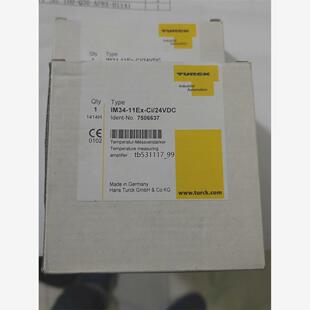 TURCK
Industrial
Automation
Qty Type
1 IM34-11Ex-CI/24VDC
Ident-No. 7506637
0102
Temperatur-Messverstärker
Temperature measuring
amplifier tb531117_99
Made in Germany
Hans Turck GmbH & Co KG
www.turck.com